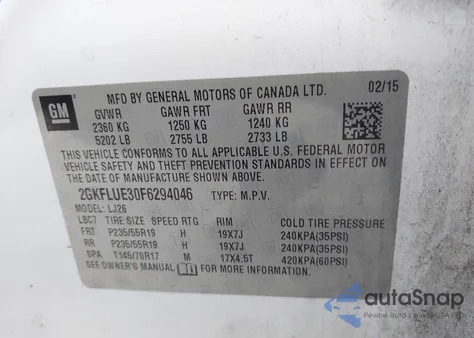 GM
MFD BY GENERAL MOTORS OF CANADA LTD. 02/15
GVWR GAWR FRT GAWR RR
2360 KG 1250 KG 1240 KG
5202 LB 2755 LB 2733 LB
THIS VEHICLE CONFORMS TO ALL APPLICABLE U.S. FEDERAL MOTOR
VEHICLE SAFETY AND THEFT PREVENTION STANDARDS IN EFFECT
ON THE DATE OF MANUFACTURE SHOWN ABOVE.
2GKFLUE30F6294046 TYPE: M.P.V.
MODEL: LJ26
LBC7 TIRE SIZE SPEED RTG RIM COLD TIRE PRESSURE
FRT P235/55R19 H 19X7J 240KPA(35PSI)
RR P235/55R19 H 19X7J 240KPA(35PSI)
SPA T145/70R17 M 17X4.5T 420KPA(60PSI)
SEE OWNER'S MANUAL FOR MORE INFORMATION.
autoSnap
Pewne auto z USA